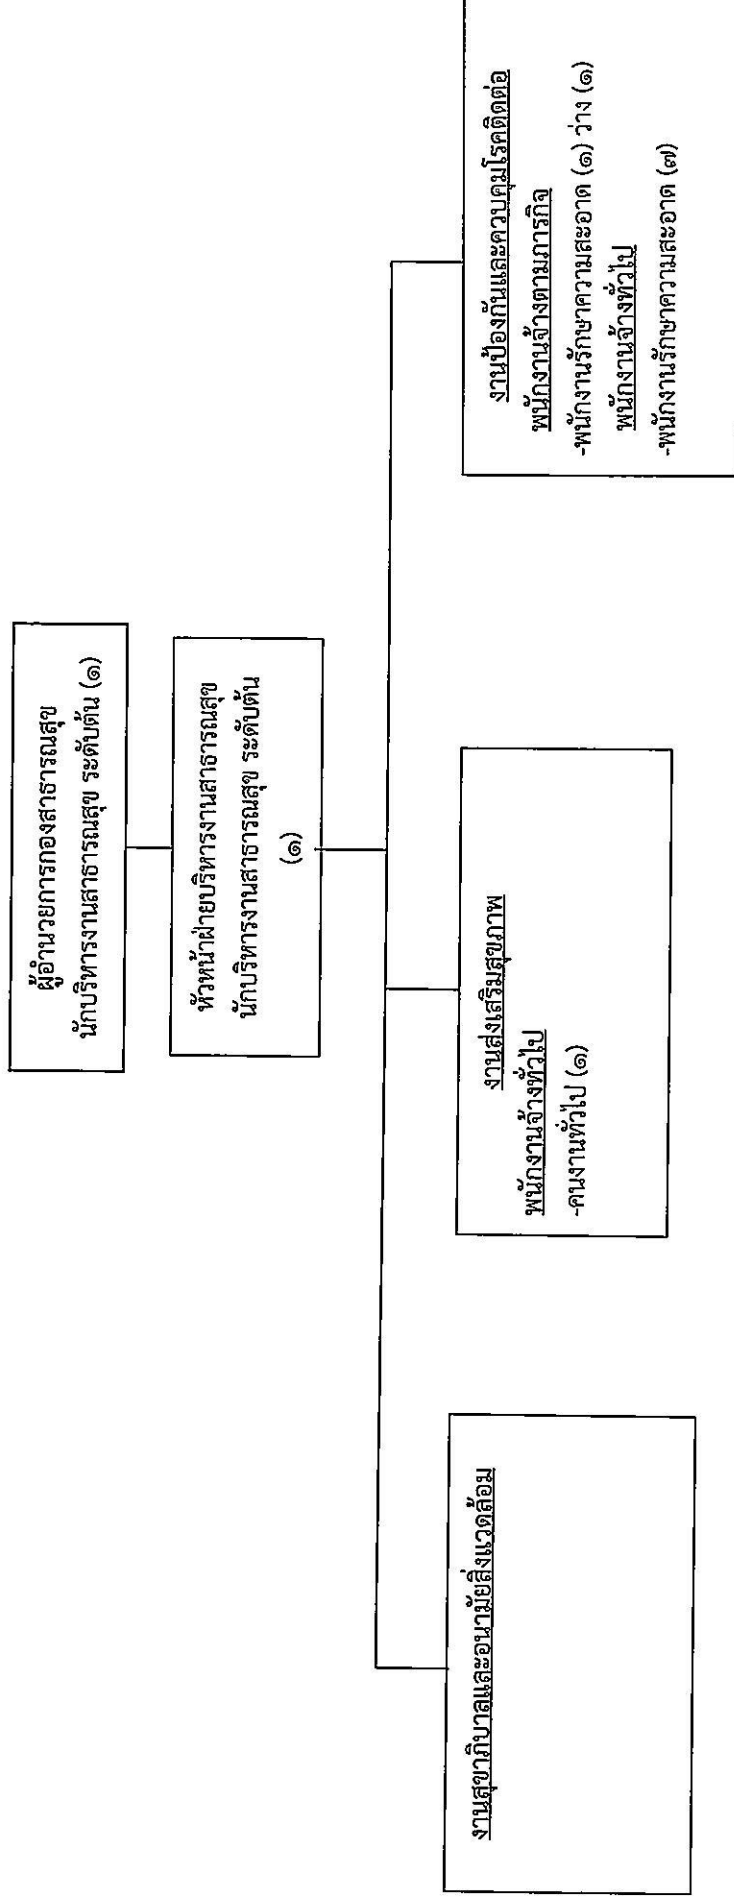 ผู้อำนวยการกองสาธารณสุข
นักบริหารงานสาธารณสุข ระดับต้น (๑)
หัวหน้าฝ่ายบริหารงานสาธารณสุข
นักบริหารงานสาธารณสุข ระดับต้น
(๑)
งานสุขาภิบาลและอนามัยสิ่งแวดล้อม
งานส่งเสริมสุขภาพ
พนักงานจ้างทั่วไป
-คนงานทั่วไป (๑)
งานป้องกันและควบคุมโรคติดต่อ
พนักงานจ้างตามภารกิจ
-พนักงานรักษาความสะอาด (๑) ว่าง (๑)
พนักงานจ้างทั่วไป
-พนักงานรักษาความสะอาด (๗)